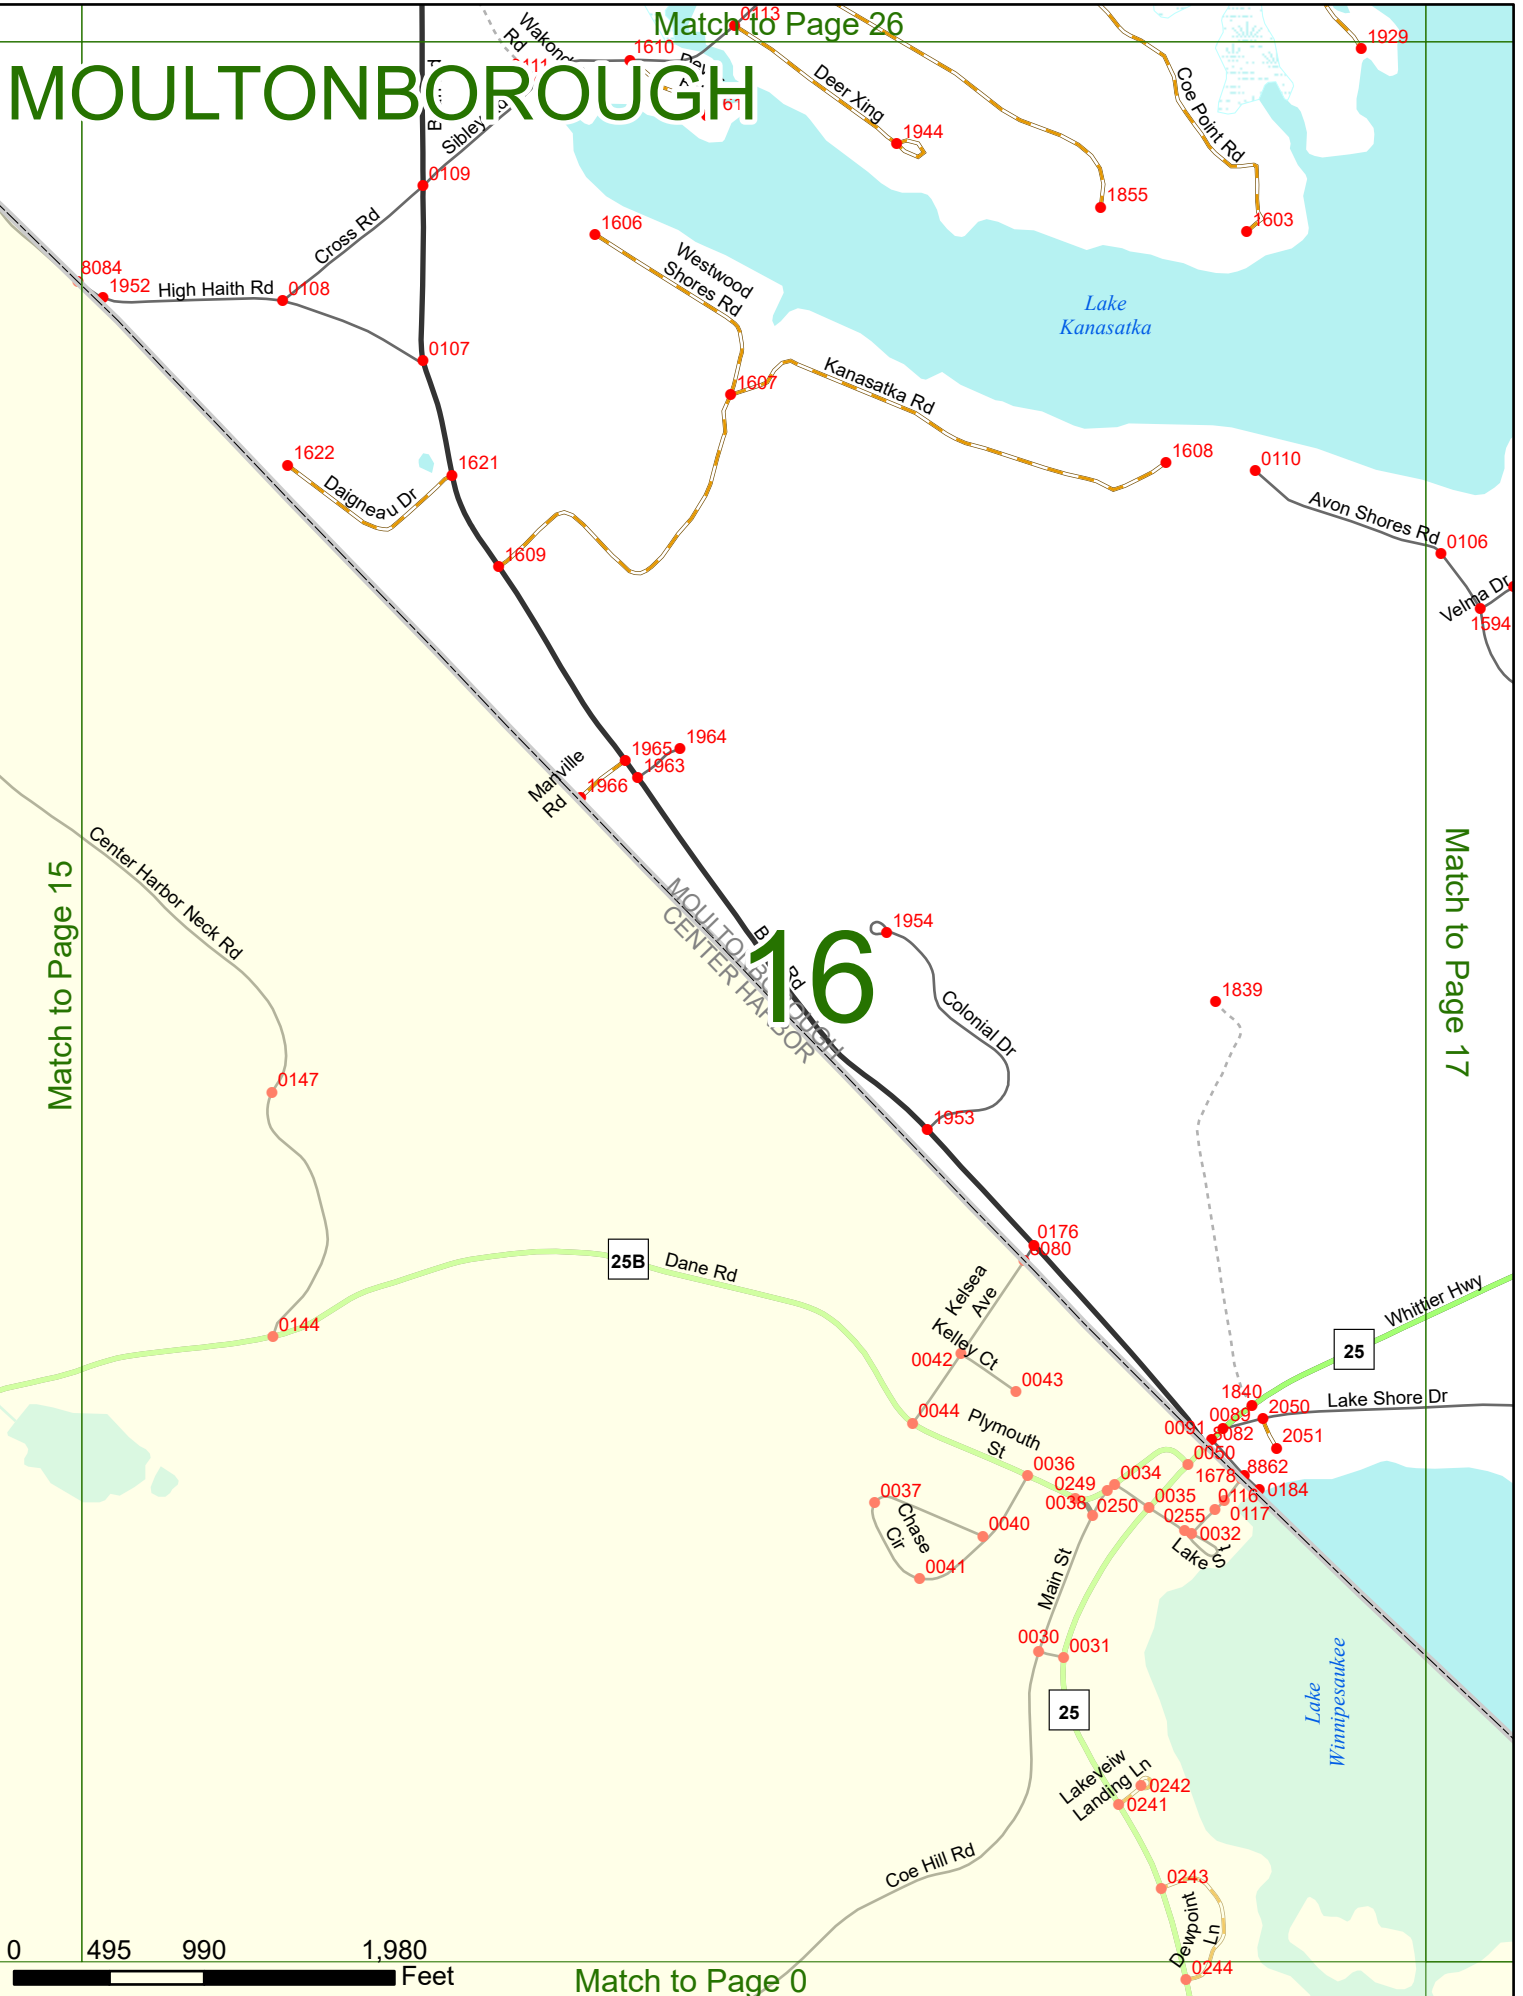 Match to Page 26
MOULTONBOROUGH
0113
1929
Rd
1610
Deer Xing
Coe Point Rd
1944
Sibley
0109
1855
1603
Cross Rd
1606
Westwood
Shores Rd
8084
1952
High Haith Rd
0108
Lake
Kanasatka
0107
1607
Kanasatka Rd
1622
1621
Daigneau Dr
1608
0110
Avon Shores Rd
0106
1609
Velma Dr
1594
1965
1964
1963
1966
Manville
Rd
Center Harbor Neck Rd
Match to Page 15
Match to Page 17
MOULTONBOROUGH
CENTER HARBOR
Rd
16
1954
Colonial Dr
1839
0147
1953
0176
8080
25B
Dane Rd
Kelsea
Ave
Whittier Hwy
25
0144
Kelley Ct
0042
0043
0044
Plymouth
St
1840
Lake Shore Dr
2050
0089
0091
8082
2051
0050
0036
0034
1678
8862
0184
0249
0038
0250
0035
0116
0117
0255
0032
Lake St
0037
Chase
Cir
0040
0041
Main St
0030
0031
25
Lake
Winnipesaukee
Lakeveiw
Landing Ln
0242
0241
Coe Hill Rd
0243
Dewpoint
Ln
0244
0 495 990 1,980
Feet
Match to Page 0